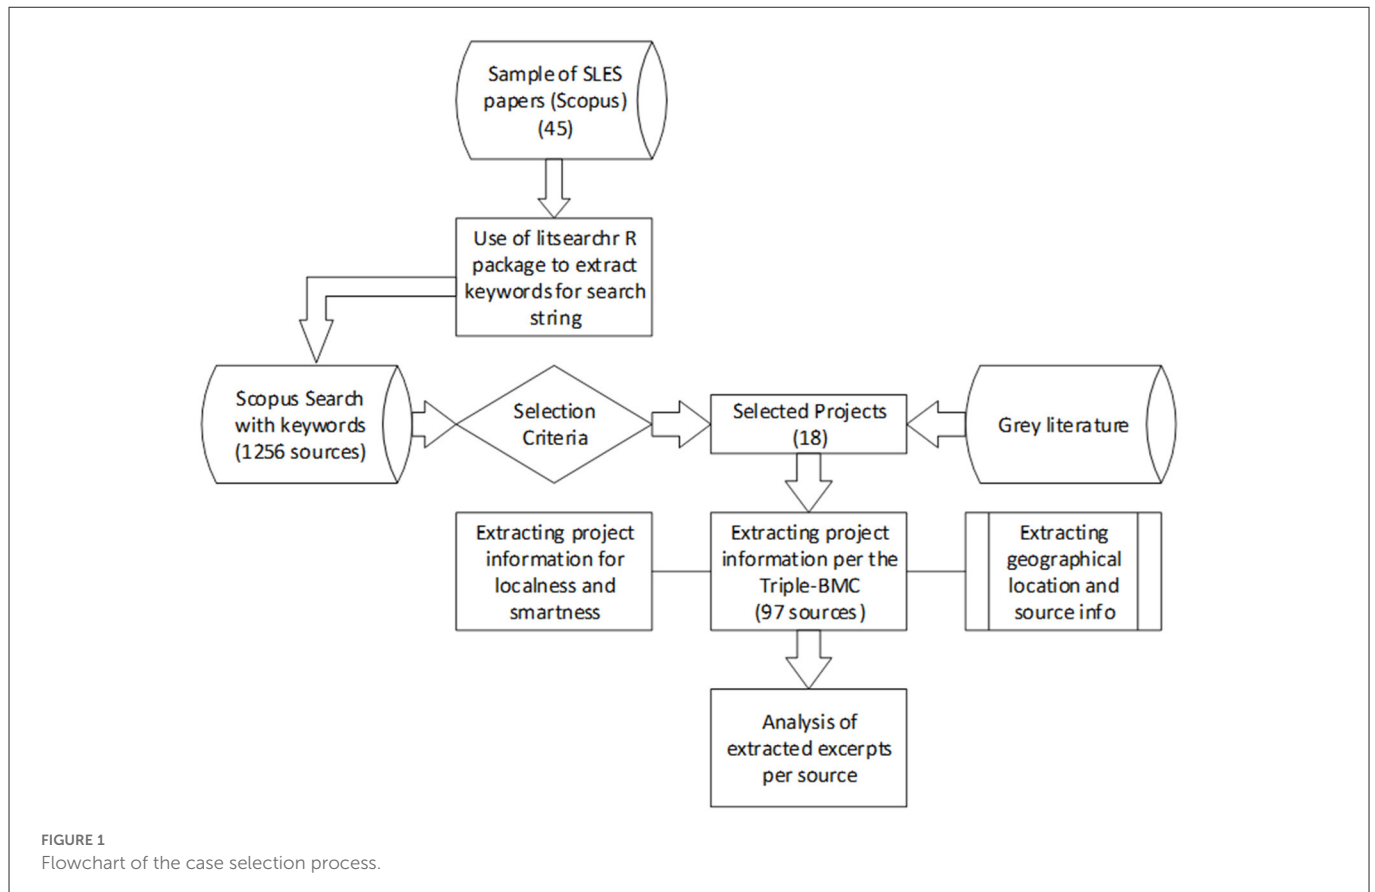 Sample of SLES
papers (Scopus)
(45)
Use of litsearchr R
package to extract
keywords for search
string
Scopus Search
with keywords
(1256 sources)
Selection
Criteria
Selected Projects
(18)
Grey literature
Extracting project
information for
localness and
smartness
Extracting project
information per the
Triple-BMC
(97 sources)
Extracting
geographical
location and
source info
Analysis of
extracted excerpts
per source
FIGURE 1
Flowchart of the case selection process.